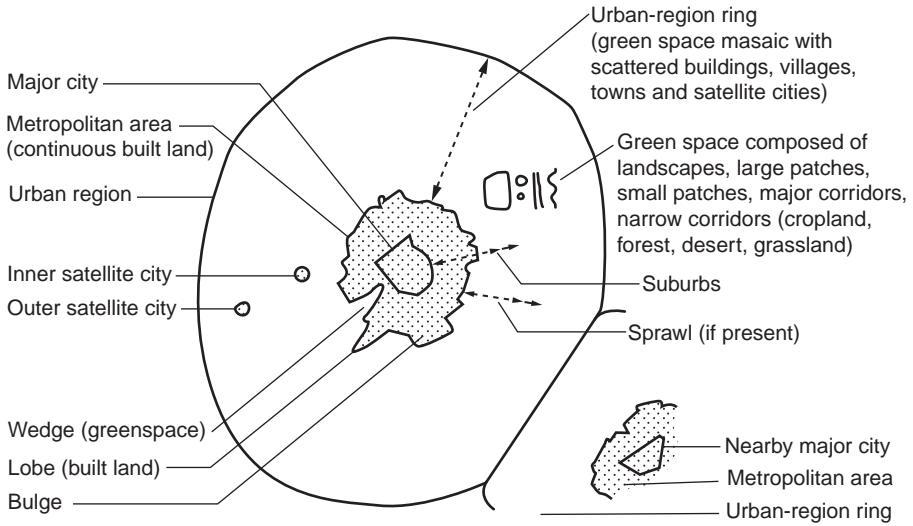 Major city
Metropolitan area
(continuous built land)
Urban region
Inner satellite city
Outer satellite city
Wedge (greenspace)
Lobe (built land)
Bulge
Urban-region ring
(green space masaic with
scattered buildings, villages,
towns and satellite cities)
Green space composed of
landscapes, large patches,
small patches, major corridors,
narrow corridors (cropland,
forest, desert, grassland)
Suburbs
Sprawl (if present)
Nearby major city
Metropolitan area
Urban-region ring